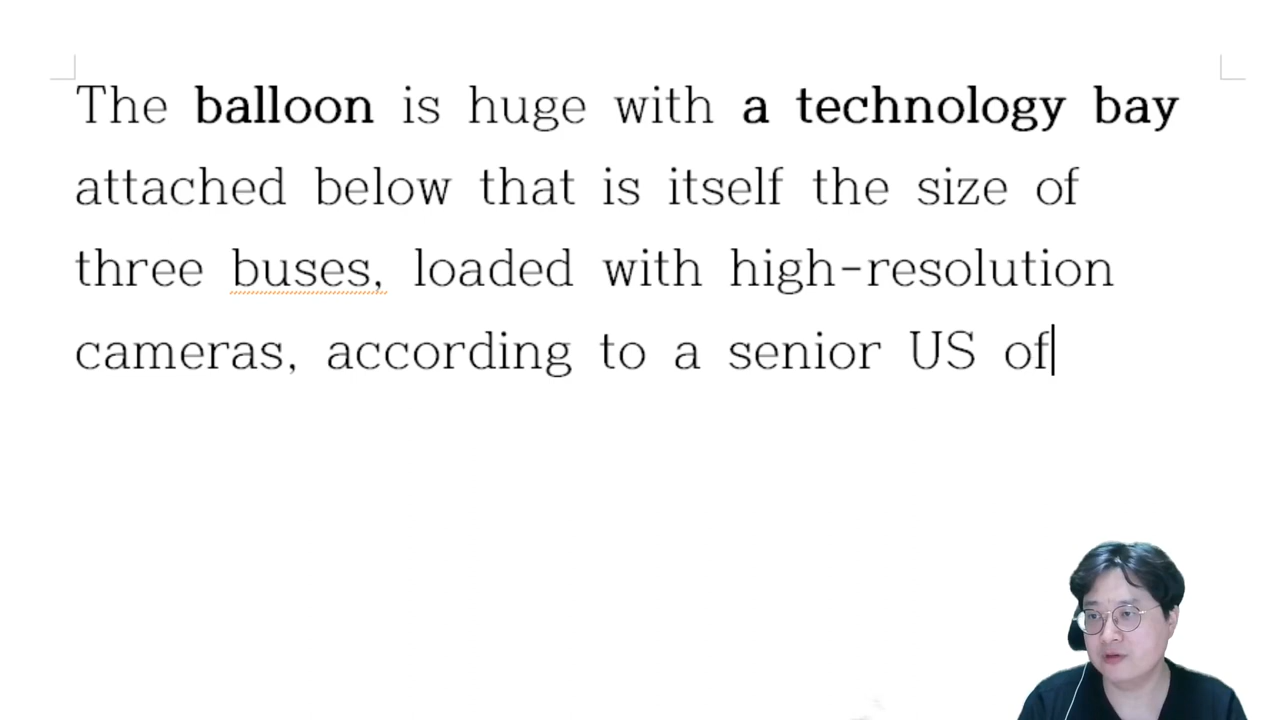 The balloon is huge with a technology bay
attached below that is itself the size of
three buses, loaded with high-resolution
cameras, according to a senior US of